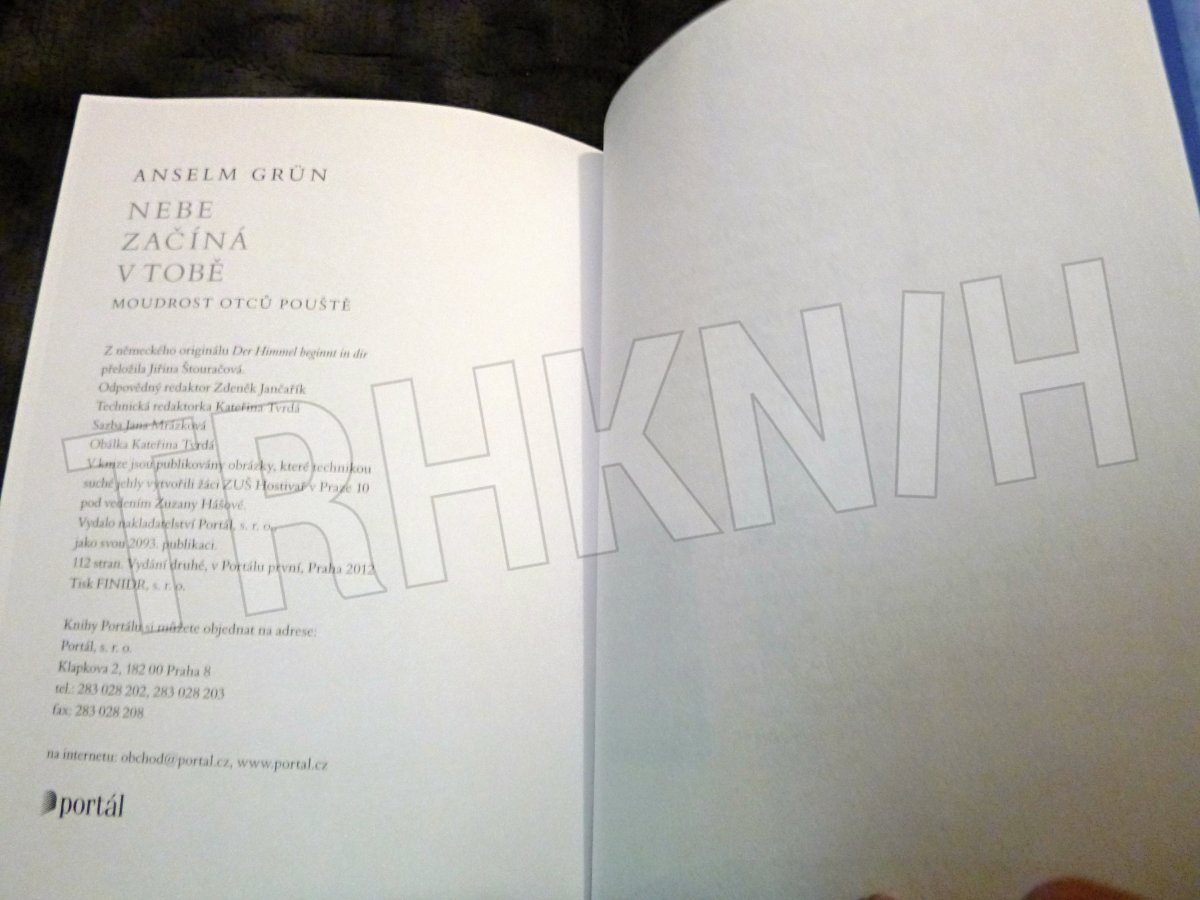 ANSELM GRÜN
NEBE
ZAČÍNÁ
V TOBĚ
MOUDROST OTCŮ POUŠTĚ
Z německého originálu Der Himmel beginnt in dir
přeložila Jiřina Štouračová.
Odpovědný redaktor Zdeněk Jančařík
Technická redaktorka Kateřina Tvrdá
Sazba Jana Mrázková
Obálka Kateřina Tvrdá
V knize jsou publikovány obrázky, které technikou
suché jehly vytvořili žáci ZUŠ Hostivař v Praze 10
pod vedením Zuzany Hášové.
Vydalo nakladatelství Portál, s. r. o.,
jako svou 2093. publikaci.
112 stran. Vydání druhé, v Portálu první, Praha 2012
Tisk FINIDR, s. r. o.
Knihy Portálu si můžete objednat na adrese:
Portál, s. r. o.
Klapkova 2, 182 00 Praha 8
tel.: 283 028 202, 283 028 203
fax: 283 028 208
na internetu: obchod@portal.cz, www.portal.cz
portál
TRHKNIH